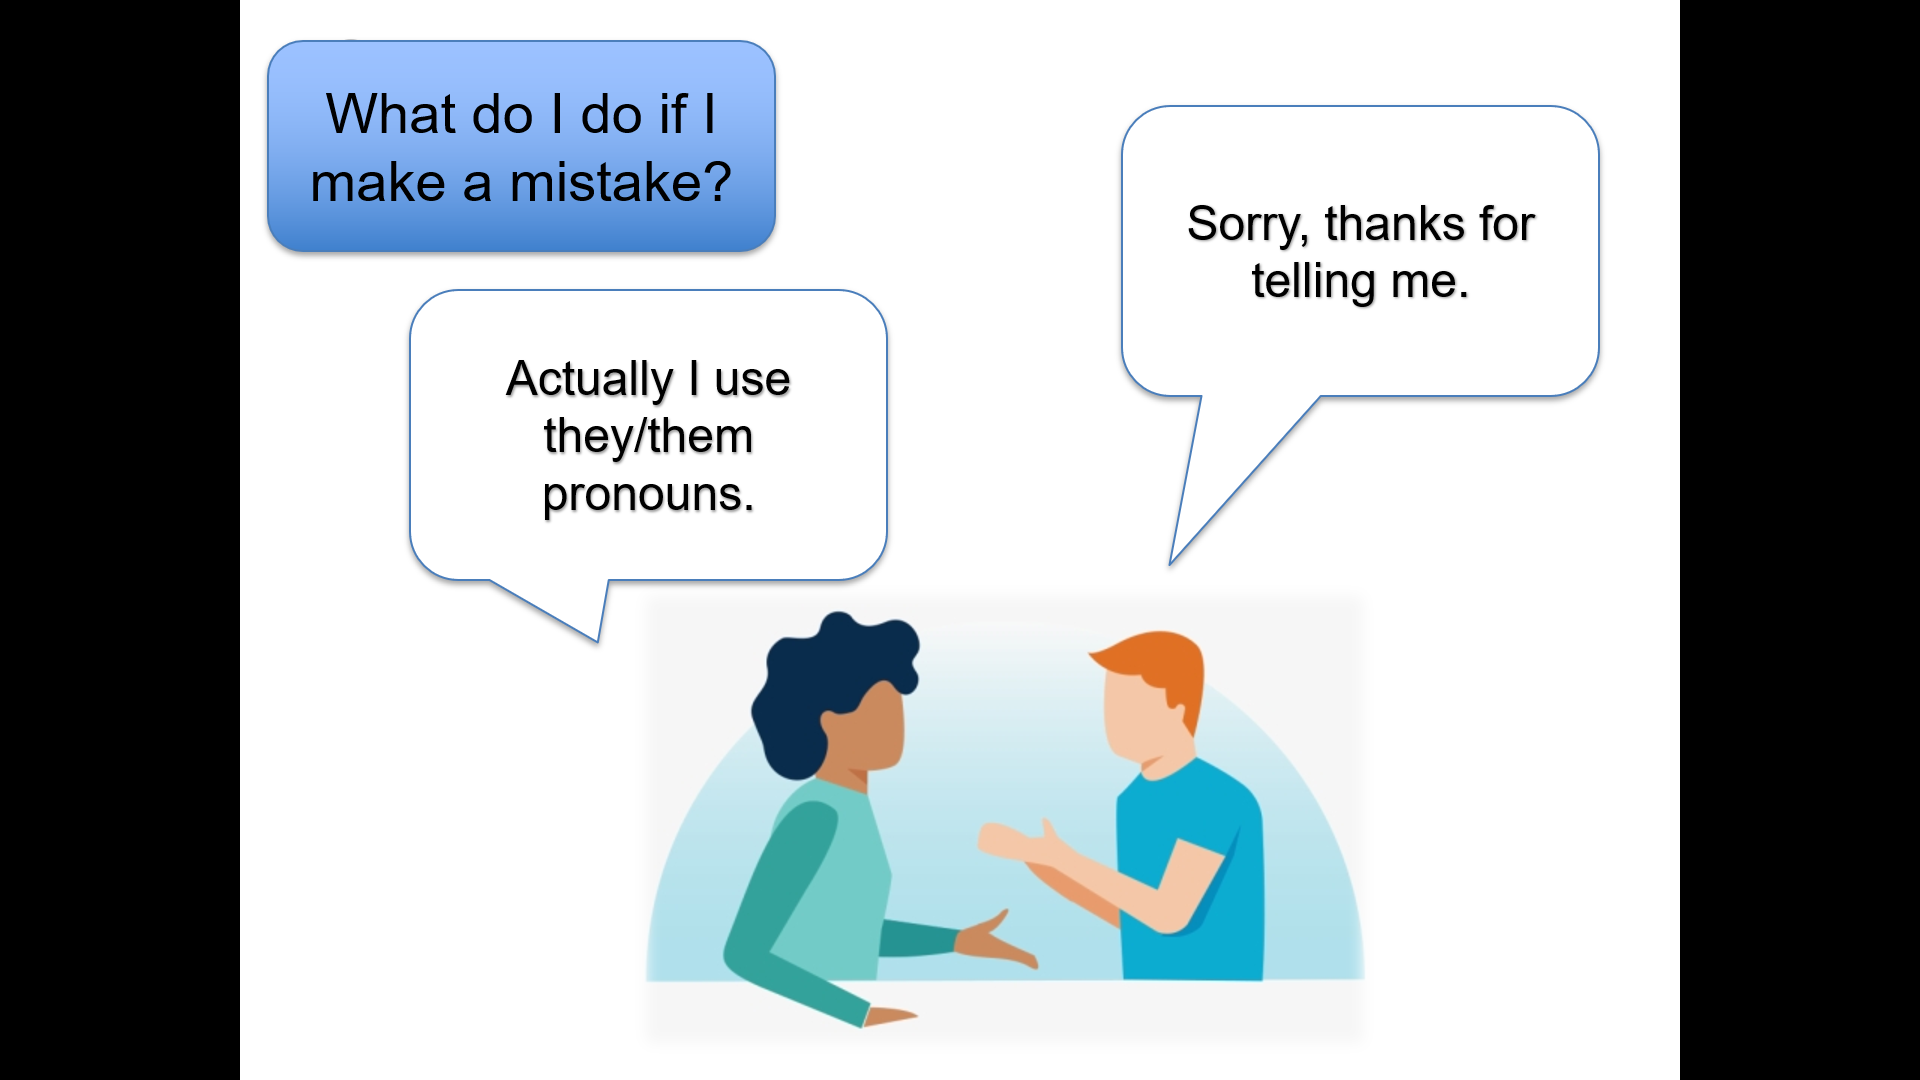 What do I do if I
make a mistake?
Actually I use
they/them
pronouns.
Sorry, thanks for
telling me.